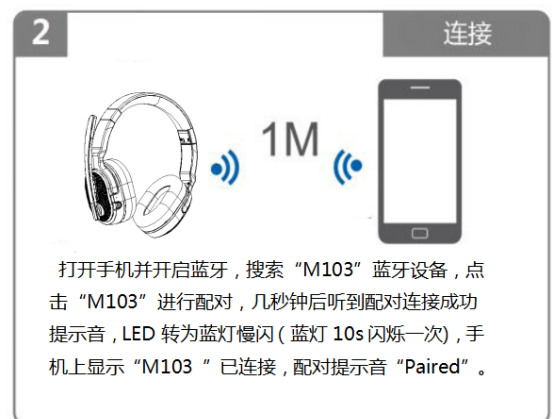 2
连接
1M
打开手机并开启蓝牙，搜索“M103”蓝牙设备，点
击“M103”进行配对，几秒钟后听到配对连接成功
提示音，LED 转为蓝灯慢闪(蓝灯 10s闪烁一次)，手
机上显示“M103 ”已连接，配对提示音“Paired”。